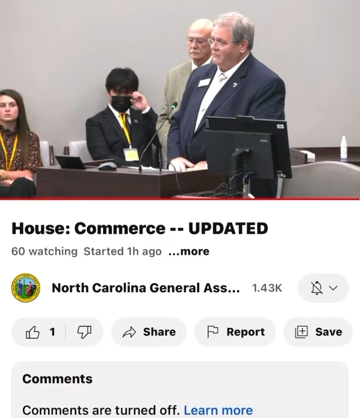 House: Commerce -- UPDATED
60 watching Started 1h ago ...more
North Carolina General Ass... 1.43K
1 Share Report Save
Comments
Comments are turned off. Learn more